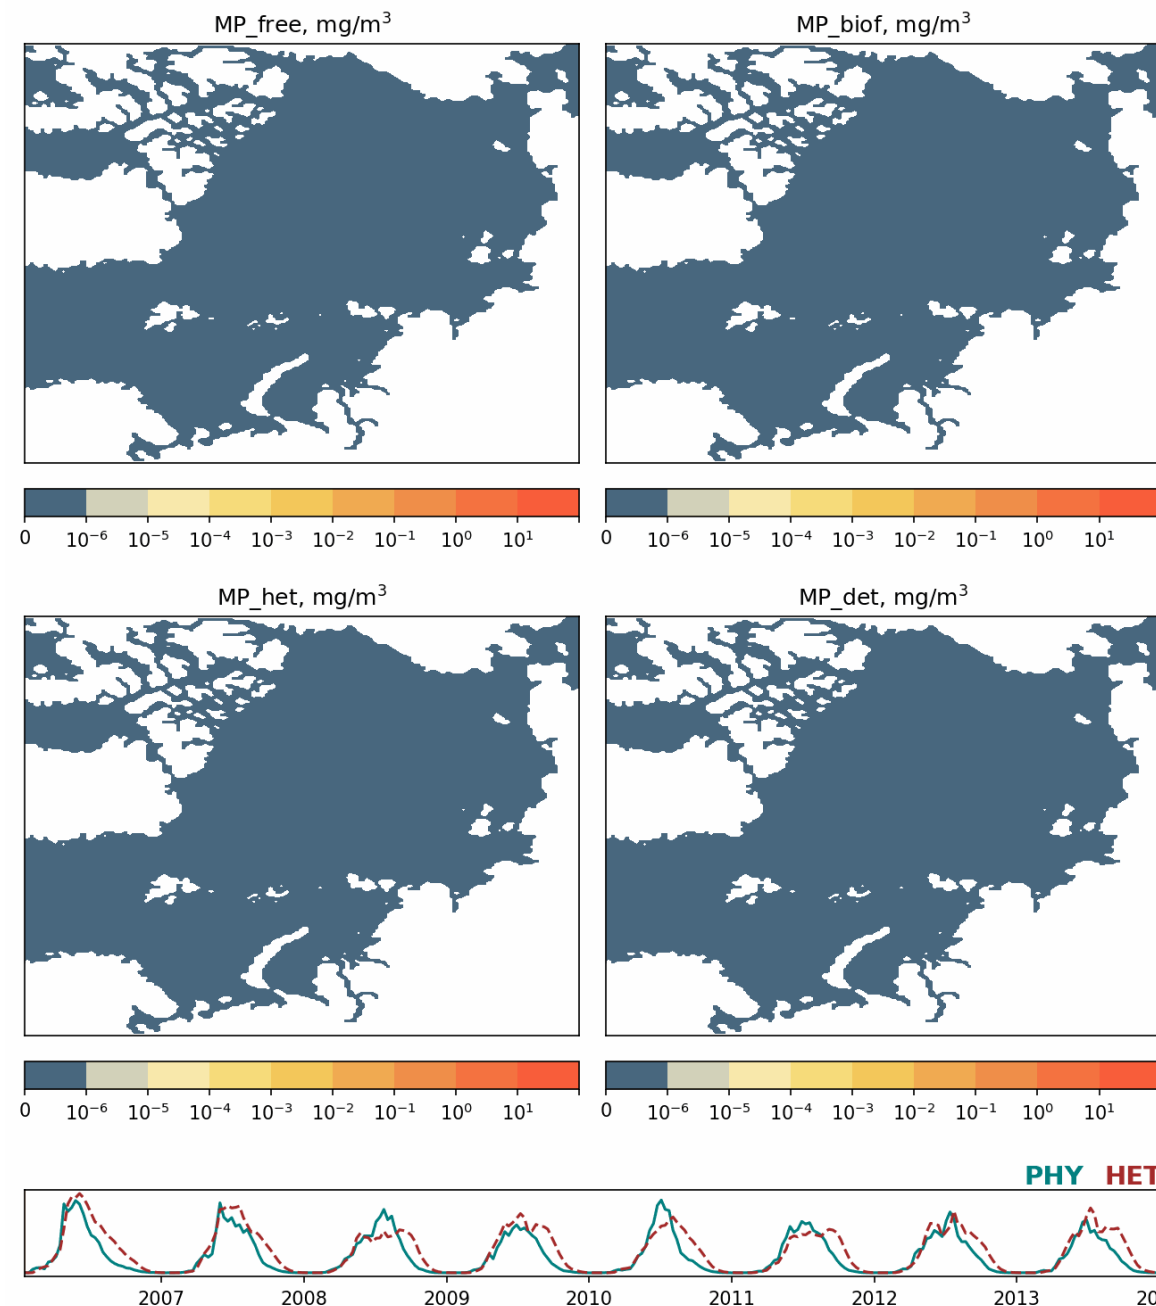 MP_free, mg/m³ MP_biof, mg/m³
0 10⁻⁶ 10⁻⁵ 10⁻⁴ 10⁻³ 10⁻² 10⁻¹ 10⁰ 10¹ 0 10⁻⁶ 10⁻⁵ 10⁻⁴ 10⁻³ 10⁻² 10⁻¹ 10⁰ 10¹
MP_het, mg/m³ MP_det, mg/m³
0 10⁻⁶ 10⁻⁵ 10⁻⁴ 10⁻³ 10⁻² 10⁻¹ 10⁰ 10¹ 0 10⁻⁶ 10⁻⁵ 10⁻⁴ 10⁻³ 10⁻² 10⁻¹ 10⁰ 10¹
PHY HET
2007 2008 2009 2010 2011 2012 2013